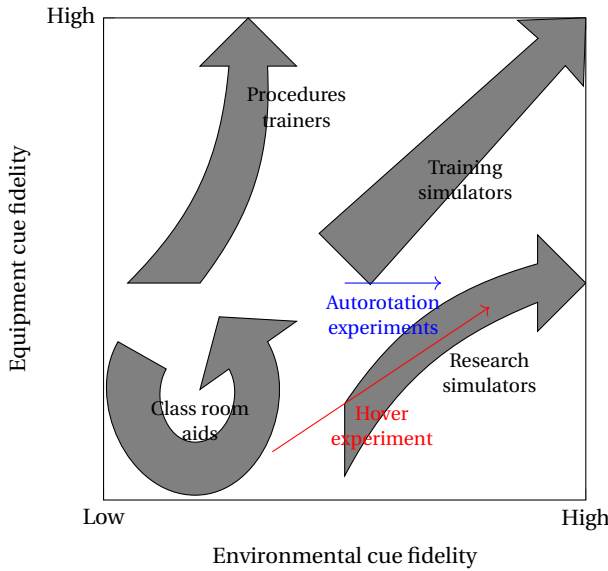 High
Procedures
trainers
Training
simulators
Equipment cue fidelity
Autorotation
experiments
Research
simulators
Class room
aids
Hover
experiment
Low
High
Environmental cue fidelity